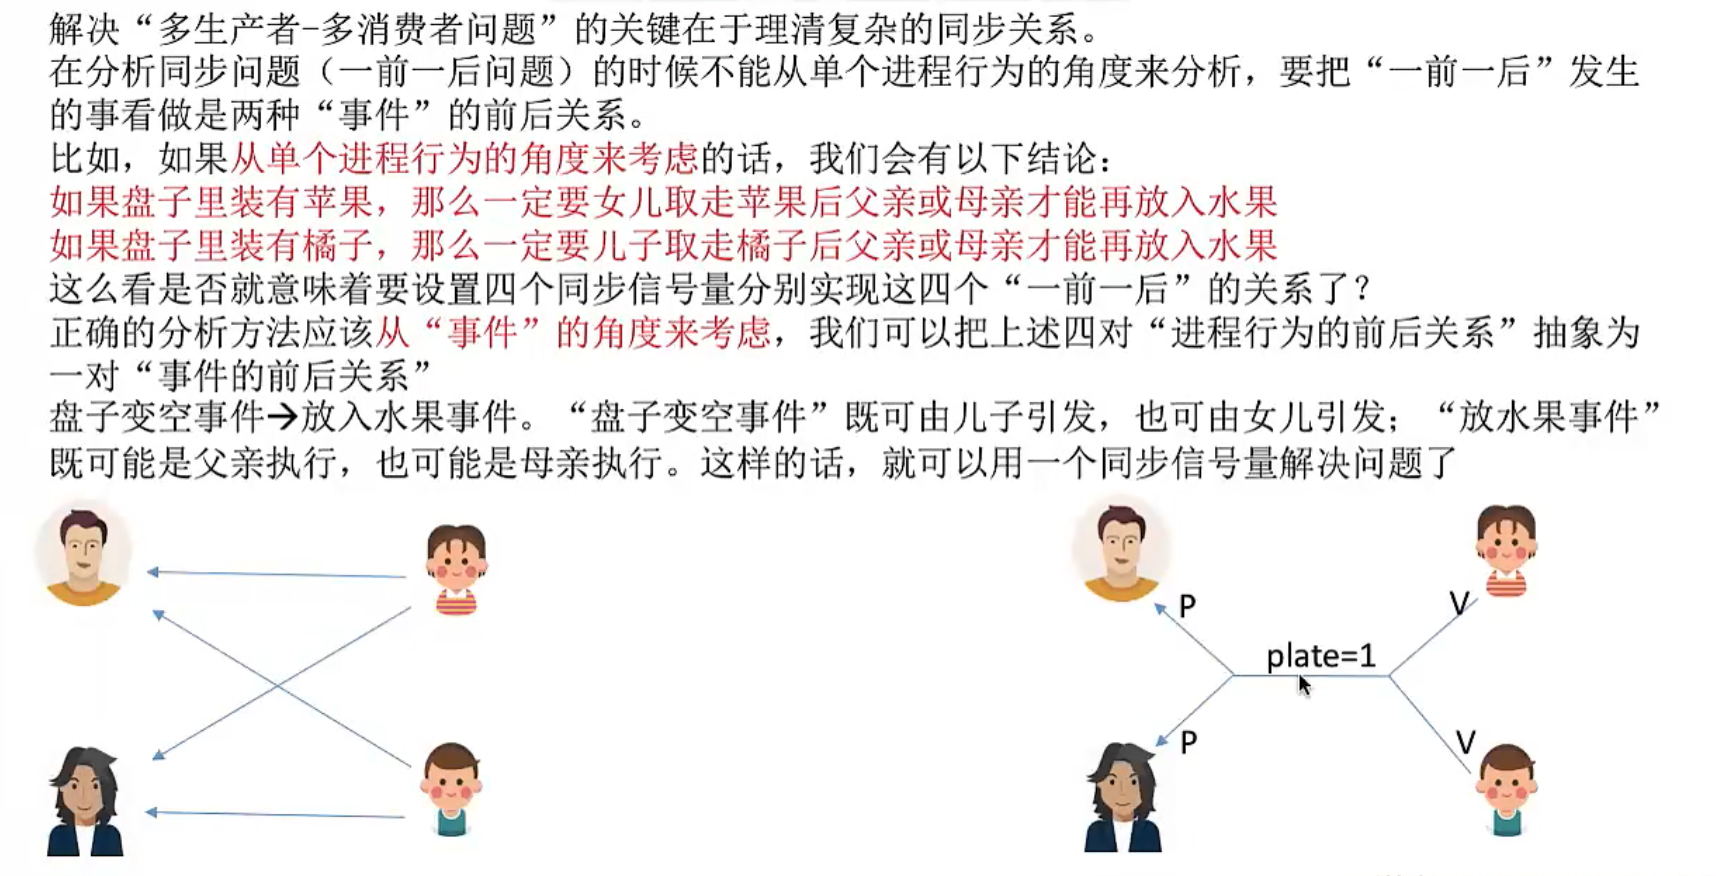 解决“多生产者-多消费者问题”的关键在于理清复杂的同步关系。
在分析同步问题（一前一后问题）的时候不能从单个进程行为的角度来分析，要把“一前一后”发生
的事看做是两种“事件”的前后关系。
比如，如果从单个进程行为的角度来考虑的话，我们会有以下结论：
如果盘子里装有苹果，那么一定要女儿取走苹果后父亲或母亲才能再放入水果
如果盘子里装有橘子，那么一定要儿子取走橘子后父亲或母亲才能再放入水果
这么看是否就意味着要设置四个同步信号量分别实现这四个“一前一后”的关系了？
正确的分析方法应该从“事件”的角度来考虑，我们可以把上述四对“进程行为的前后关系”抽象为
一对“事件的前后关系”
盘子变空事件→放入水果事件。“盘子变空事件”既可由儿子引发，也可由女儿引发；“放水果事件”
既可能是父亲执行，也可能是母亲执行。这样的话，就可以用一个同步信号量解决问题了
P
V
plate=1
P
V